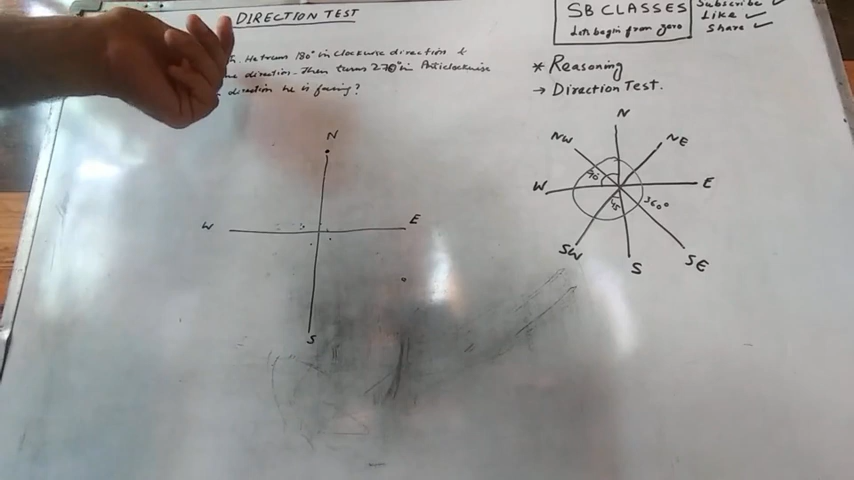 DIRECTION TEST
He turns 180° in Clockwise direction &
direction. Then turns 270° in Anticlockwise
direction he is facing?
SB CLASSES
Lets begin from zero
Subscribe ✓
Like ✓
Share ✓
* Reasoning
→ Direction Test.
N
W
E
S
N
NW
NE
W
E
90°
45
360°
SW
S
SE